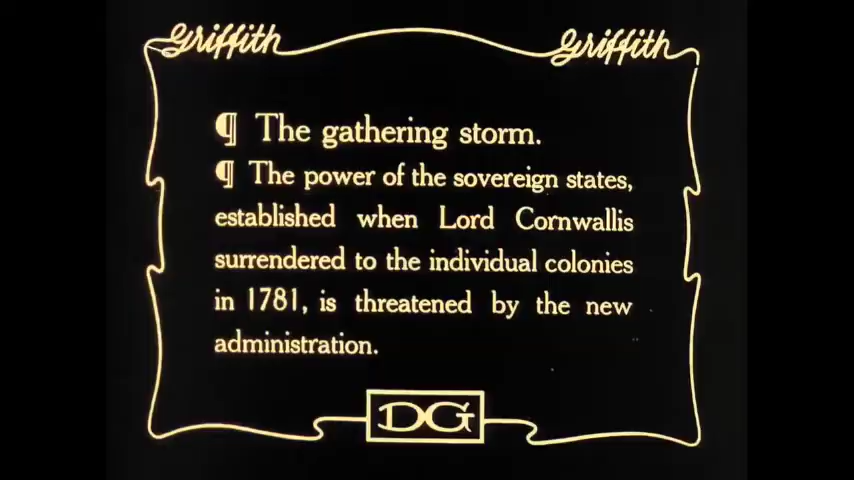 Griffith Griffith
¶ The gathering storm.
¶ The power of the sovereign states,
established when Lord Cornwallis
surrendered to the individual colonies
in 1781, is threatened by the new
administration.
DG